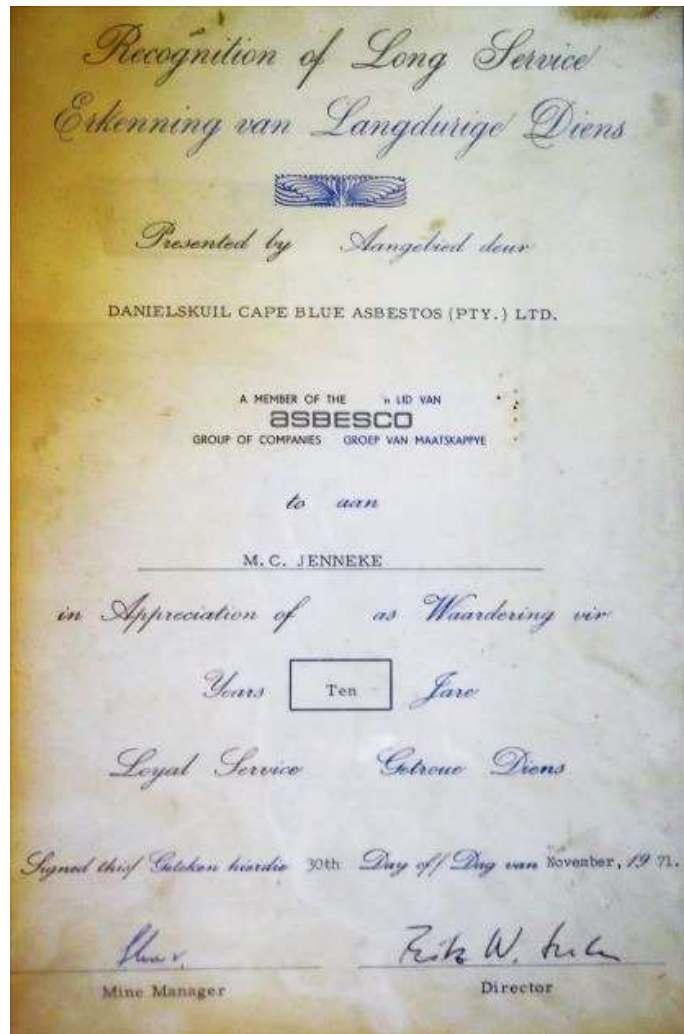 Recognition of Long Service
Erkenning van Langdurige Diens
Presented by Aangebied deur
DANIELSKUIL CAPE BLUE ASBESTOS (PTY.) LTD.
A MEMBER OF THE 'n LID VAN
asbesco
GROUP OF COMPANIES GROEP VAN MAATSKAPPYE
to aan
M.C. JENNEKE
in Appreciation of as Waardering vir
Years Ten Jare
Loyal Service Getroue Diens
Signed this/ Geteken hierdie 30th Day of/ Dag van November, 19 71.
Fritz W.
Mine Manager Director